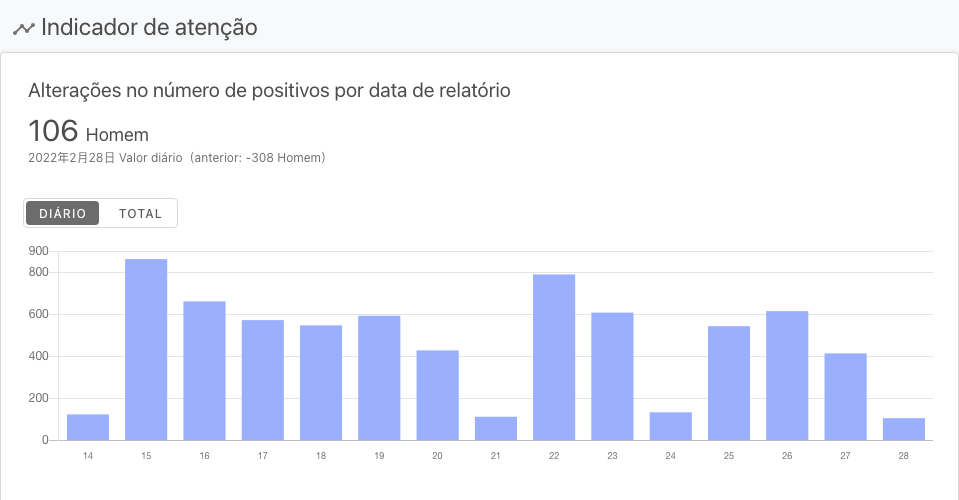 Indicador de atenção
Alterações no número de positivos por data de relatório
106 Homem
2022年2月28日 Valor diário (anterior: -308 Homem)
DIÁRIO TOTAL
900
800
600
400
200
0
14 15 16 17 18 19 20 21 22 23 24 25 26 27 28